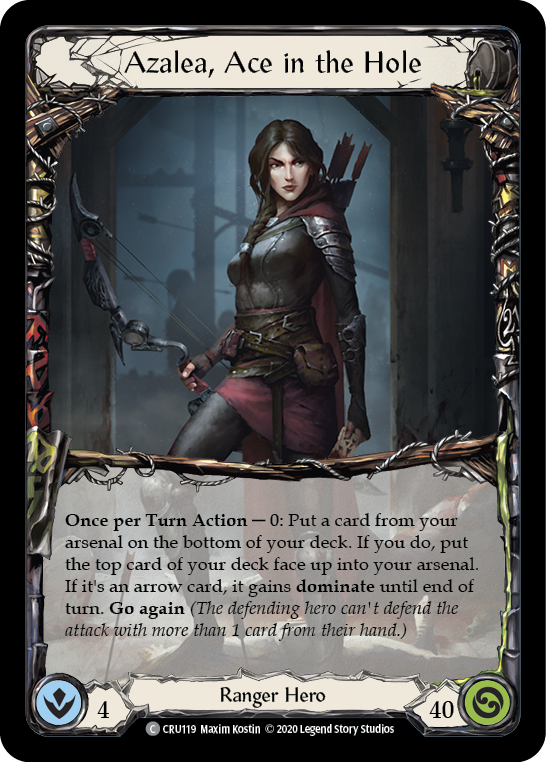 Azalea, Ace in the Hole
Once per Turn Action — 0: Put a card from your
arsenal on the bottom of your deck. If you do, put
the top card of your deck face up into your arsenal.
If it's an arrow card, it gains dominate until end of
turn. Go again (The defending hero can't defend the
attack with more than 1 card from their hand.)
4 Ranger Hero 40
C CRU119 Maxim Kostin © 2020 Legend Story Studios